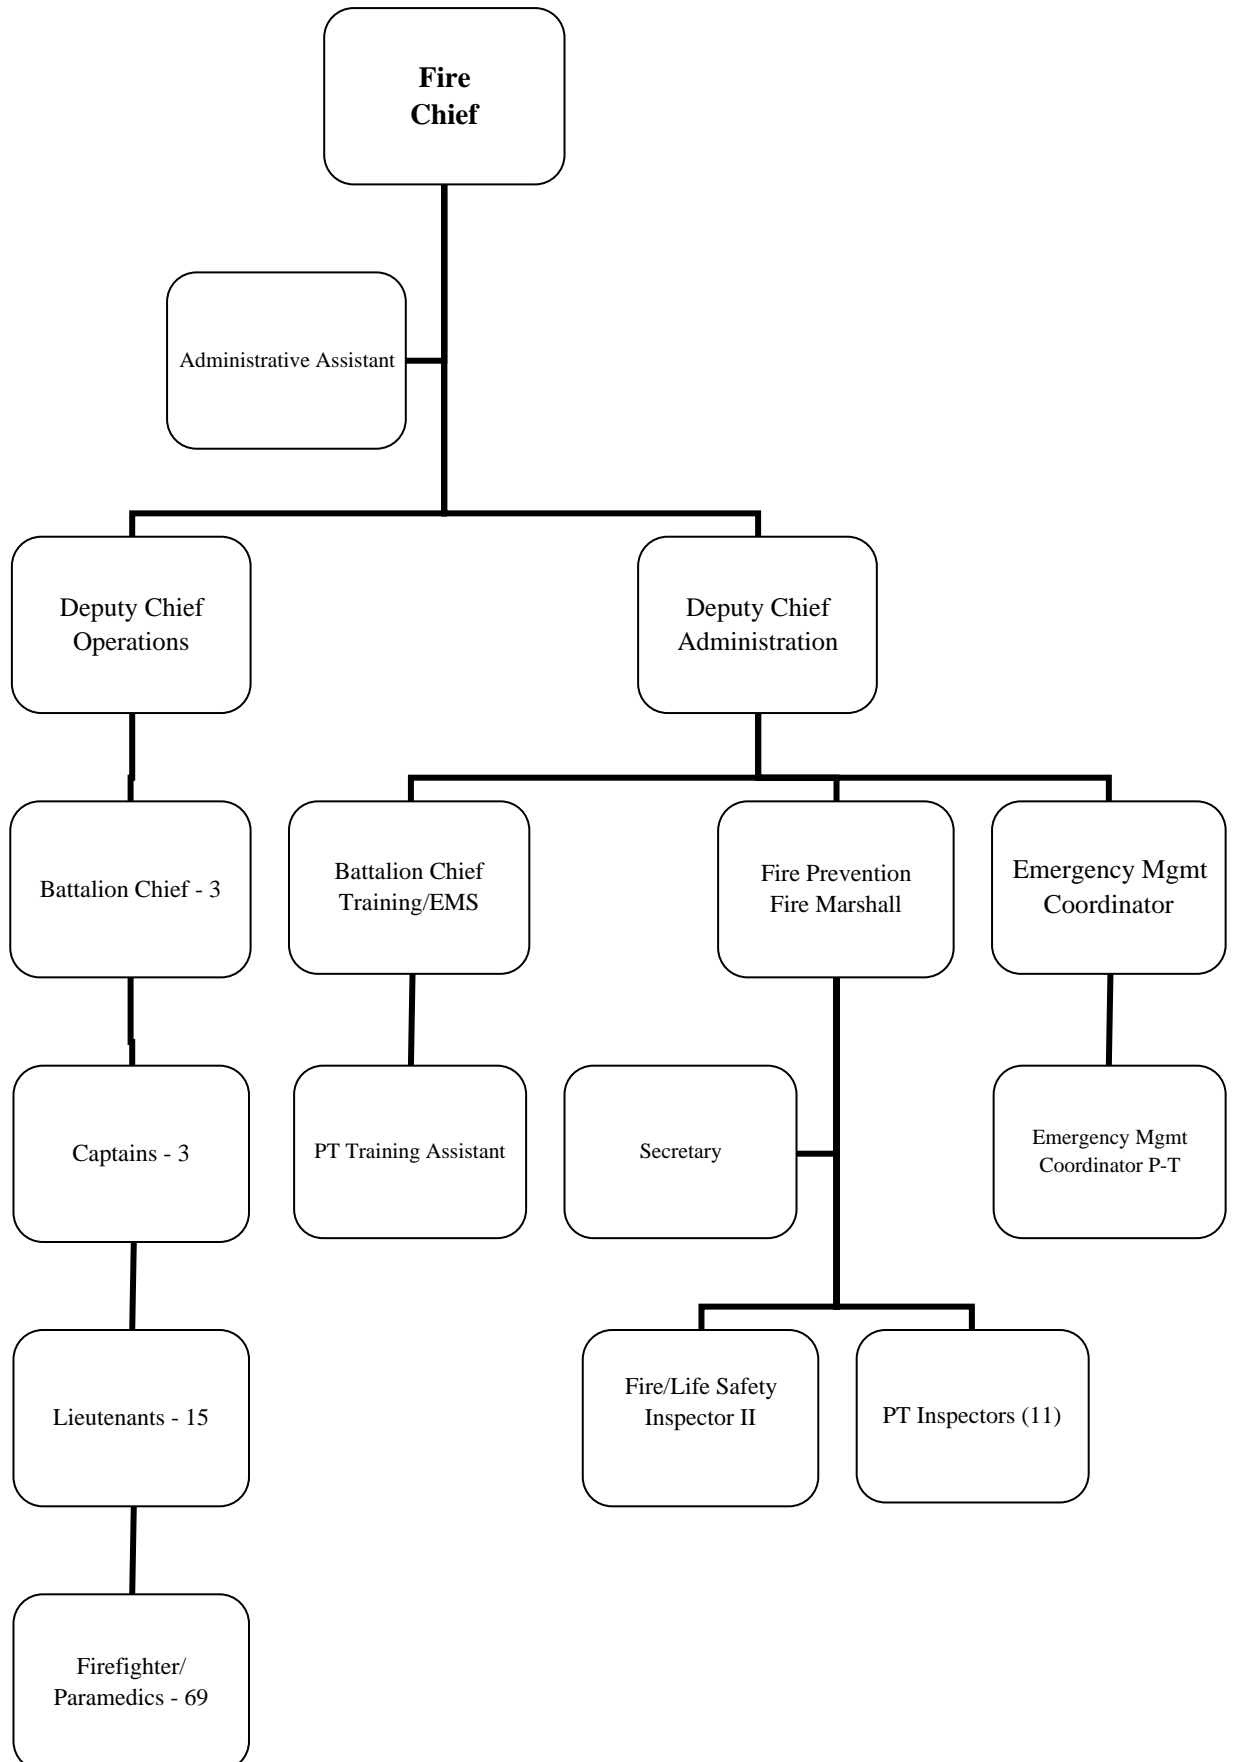 Fire
Chief
Administrative Assistant
Deputy Chief
Operations
Deputy Chief
Administration
Battalion Chief - 3
Battalion Chief
Training/EMS
Fire Prevention
Fire Marshall
Emergency Mgmt
Coordinator
Captains - 3
PT Training Assistant
Secretary
Emergency Mgmt
Coordinator P-T
Lieutenants - 15
Fire/Life Safety
Inspector II
PT Inspectors (11)
Firefighter/
Paramedics - 69